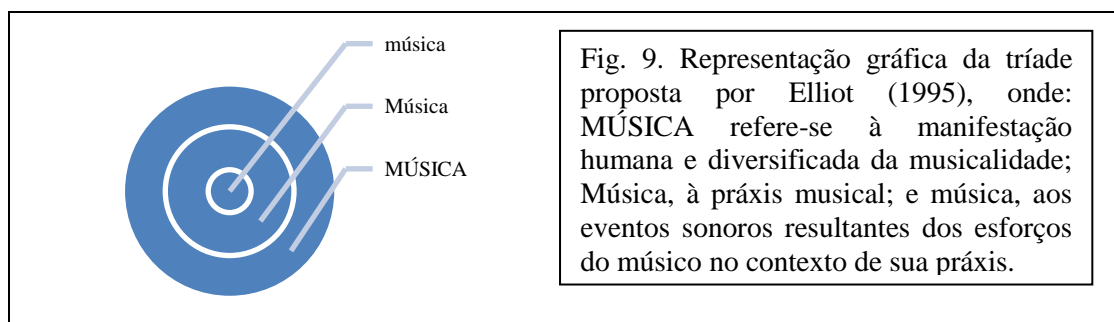 música
Música
MÚSICA
Fig. 9. Representação gráfica da tríade
proposta por Elliot (1995), onde:
MÚSICA refere-se à manifestação
humana e diversificada da musicalidade;
Música, à práxis musical; e música, aos
eventos sonoros resultantes dos esforços
do músico no contexto de sua práxis.